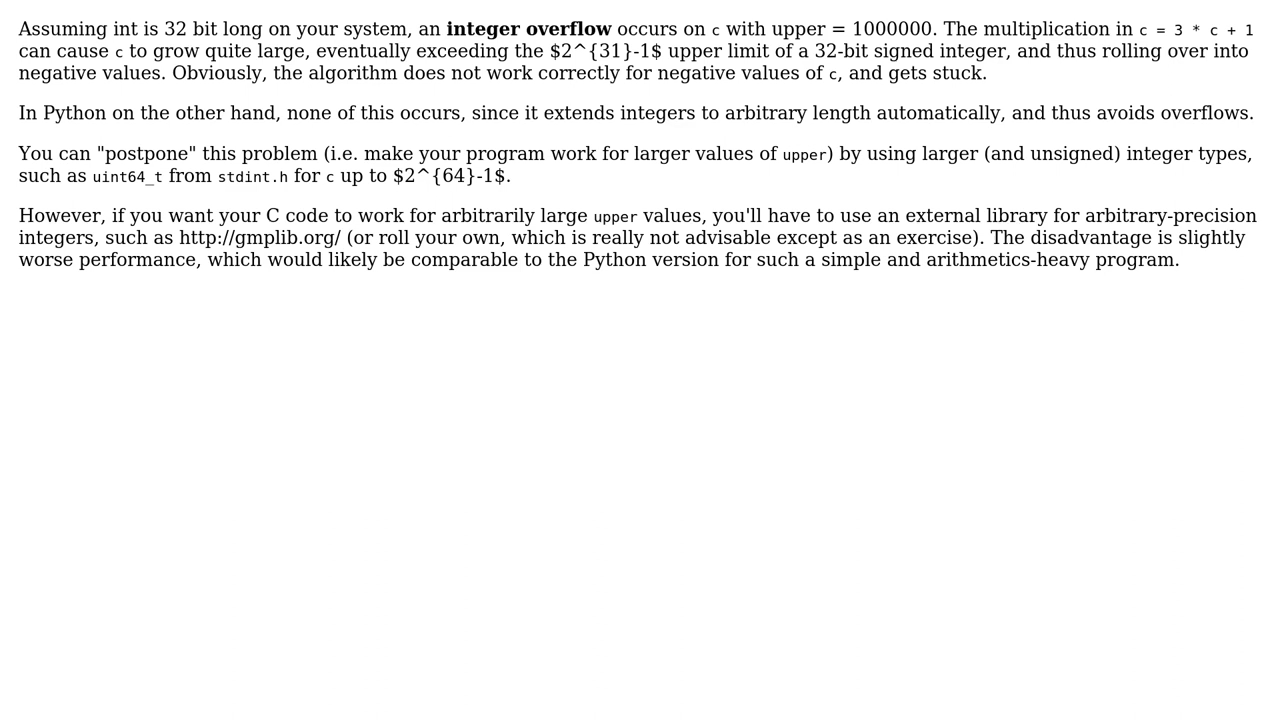 Assuming int is 32 bit long on your system, an integer overflow occurs on c with upper = 1000000. The multiplication in c = 3 * c + 1
can cause c to grow quite large, eventually exceeding the $2^{31}-1$ upper limit of a 32-bit signed integer, and thus rolling over into
negative values. Obviously, the algorithm does not work correctly for negative values of c, and gets stuck.
In Python on the other hand, none of this occurs, since it extends integers to arbitrary length automatically, and thus avoids overflows.
You can "postpone" this problem (i.e. make your program work for larger values of upper) by using larger (and unsigned) integer types,
such as uint64_t from stdint.h for c up to $2^{64}-1$.
However, if you want your C code to work for arbitrarily large upper values, you'll have to use an external library for arbitrary-precision
integers, such as http://gmplib.org/ (or roll your own, which is really not advisable except as an exercise). The disadvantage is slightly
worse performance, which would likely be comparable to the Python version for such a simple and arithmetics-heavy program.